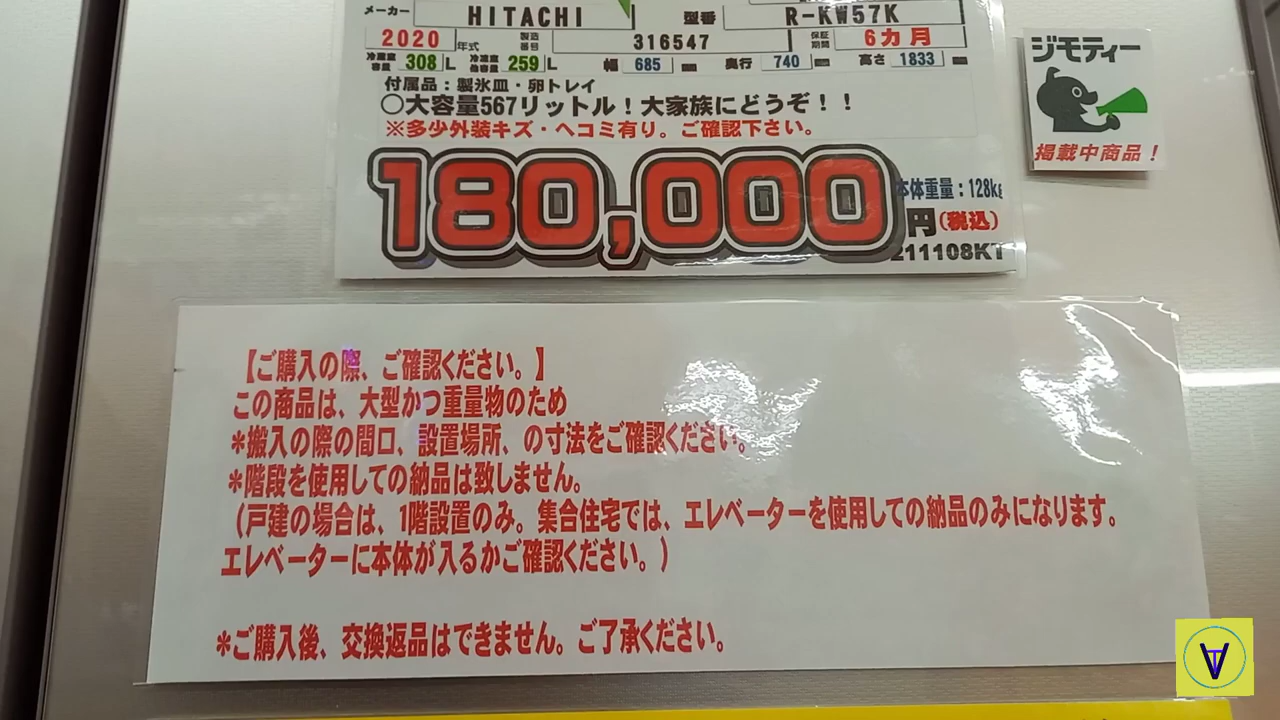 メーカー HITACHI 型番 R-KW57K
2020 年式 製造番号 316547 保証期間 6カ月
冷蔵室容量 308 L 冷凍室他容量 259 L 幅 685 ㎜ 奥行 740 ㎜ 高さ 1833 ㎜
付属品：製氷皿・卵トレイ
○大容量567リットル！大家族にどうぞ！！
※多少外装キズ・ヘコミ有り。ご確認下さい。
本体重量：128㎏
180,000円(税込)
211108KT
ジモティー
掲載中商品！
【ご購入の際、ご確認ください。】
この商品は、大型かつ重量物のため
＊搬入の際の間口、設置場所、の寸法をご確認ください。
＊階段を使用しての納品は致しません。
（戸建の場合は、1階設置のみ。集合住宅では、エレベーターを使用しての納品のみになります。
エレベーターに本体が入るかご確認ください。）
＊ご購入後、交換返品はできません。ご了承ください。